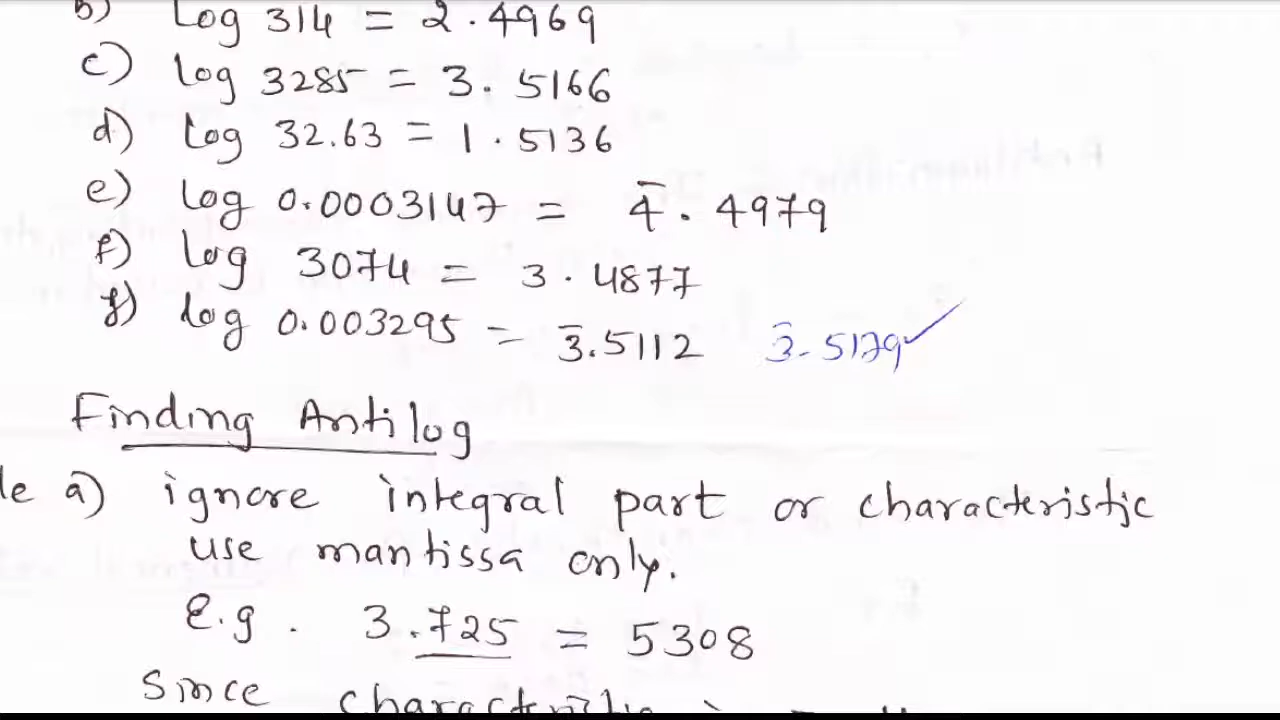 b) Log 314 = 2.4969
c) log 3285 = 3.5166
d) Log 32.63 = 1.5136
e) log 0.0003147 = 4̄.4979
f) log 3074 = 3.4877
g) log 0.003295 = 3̄.5112 3̄.5179✓
Finding Antilog
le a) ignore integral part or characteristic
use mantissa only.
E.g. 3.725 = 5308
Since